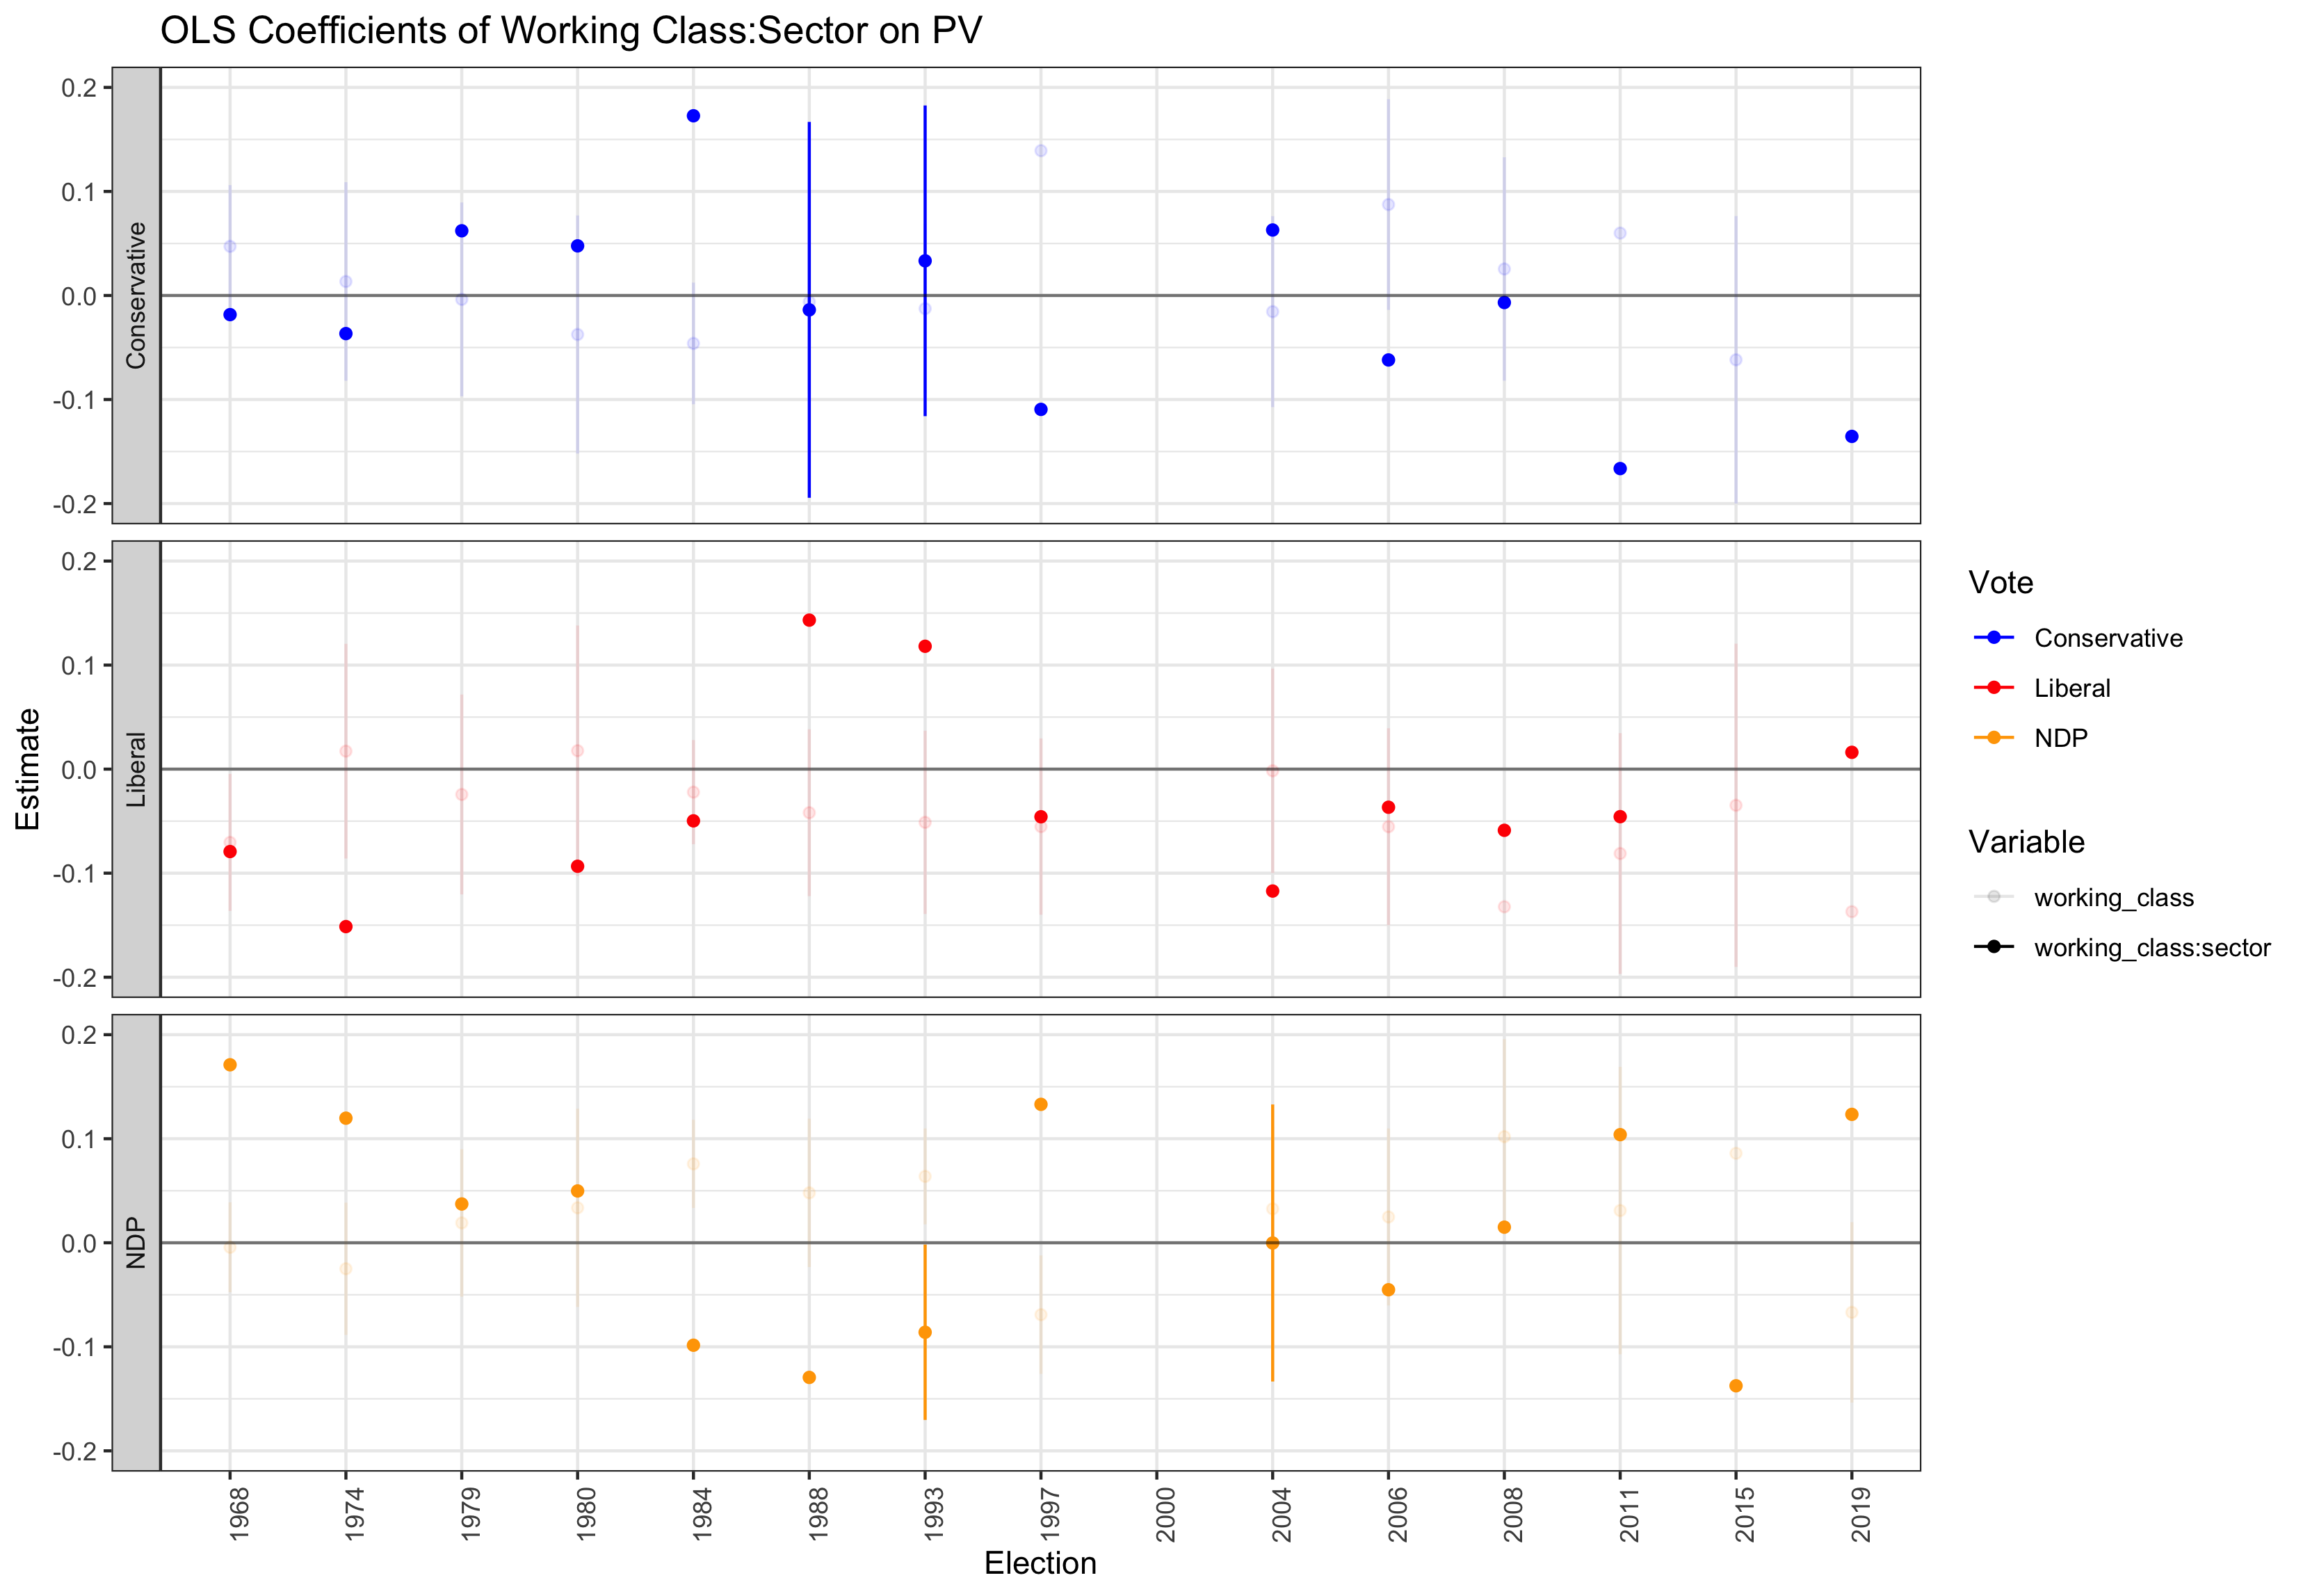 OLS Coefficients of Working Class:Sector on PV
Conservative
0.2
0.1
0.0
-0.1
-0.2
Liberal
0.2
0.1
0.0
-0.1
-0.2
NDP
0.2
0.1
0.0
-0.1
-0.2
Estimate
1968
1974
1979
1980
1984
1988
1993
1997
2000
2004
2006
2008
2011
2015
2019
Election
Vote
Conservative
Liberal
NDP
Variable
working_class
working_class:sector